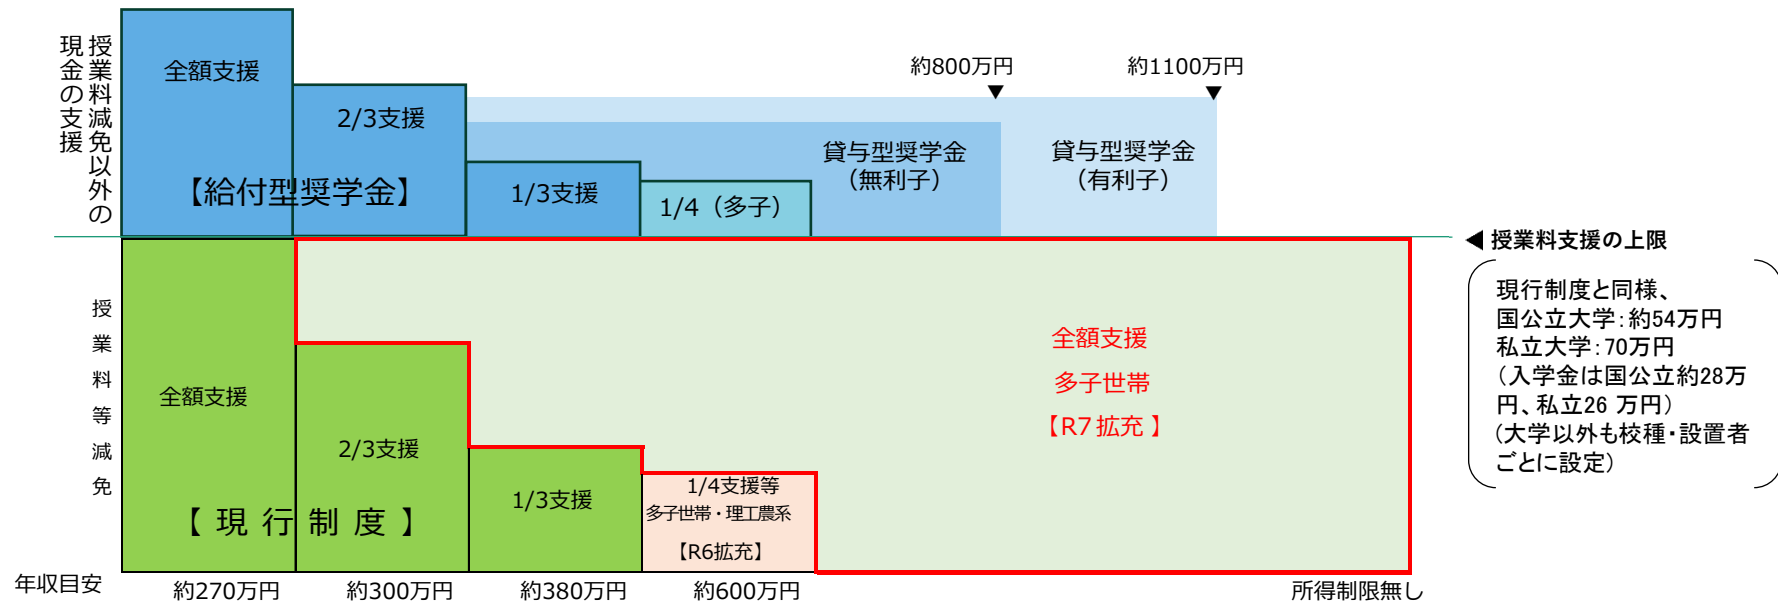 授業料減免以外の
現金の支援
全額支援
2/3支援
1/3支援
1/4（多子）
【給付型奨学金】
約800万円
約1100万円
▼
▼
貸与型奨学金
（無利子）
貸与型奨学金
（有利子）
◀ 授業料支援の上限
現行制度と同様、
国公立大学：約54万円
私立大学：70万円
（入学金は国公立約28万
円、私立26 万円）
（大学以外も校種・設置者
ごとに設定）
授業料等減免
全額支援
2/3支援
1/3支援
1/4支援等
多子世帯・理工農系
【R6拡充】
【 現 行 制 度 】
全額支援
多子世帯
【R7拡充 】
年収目安
約270万円
約300万円
約380万円
約600万円
所得制限無し